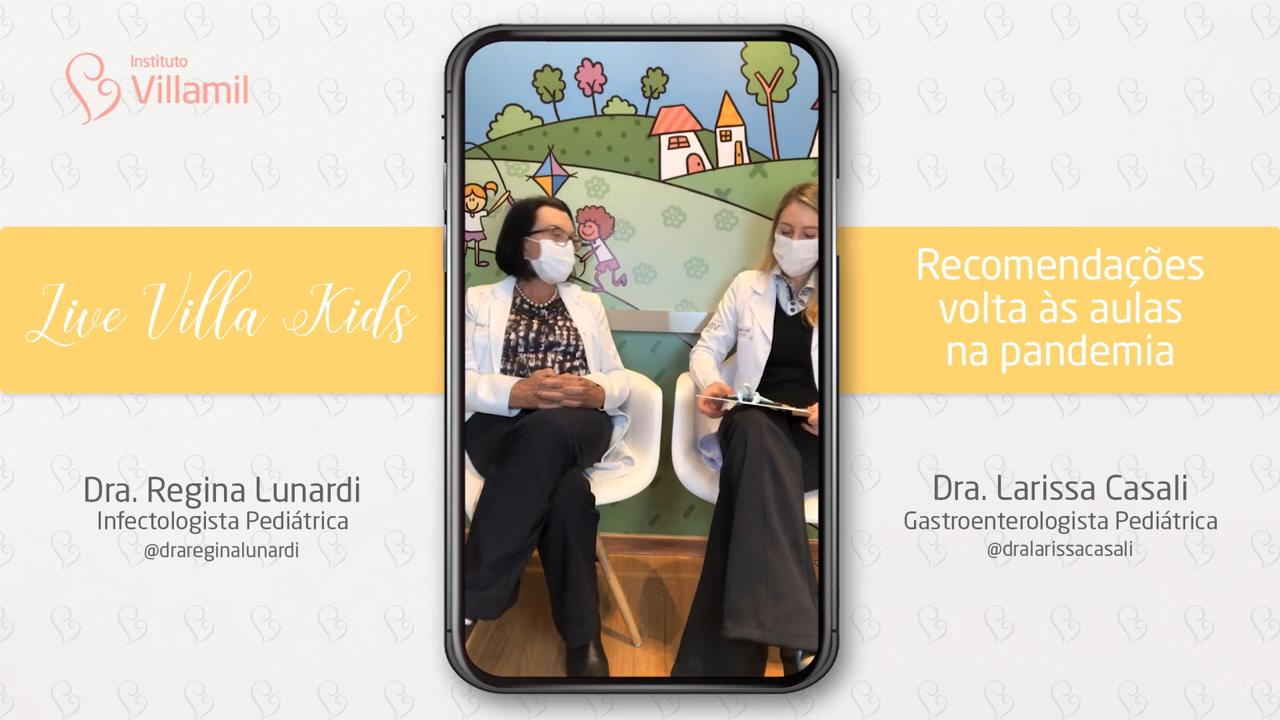 Instituto
Villamil
Live Villa Kids
Recomendações
volta às aulas
na pandemia
Dra. Regina Lunardi
Infectologista Pediátrica
@drareginalunardi
Dra. Larissa Casali
Gastroenterologista Pediátrica
@dralarissacasali